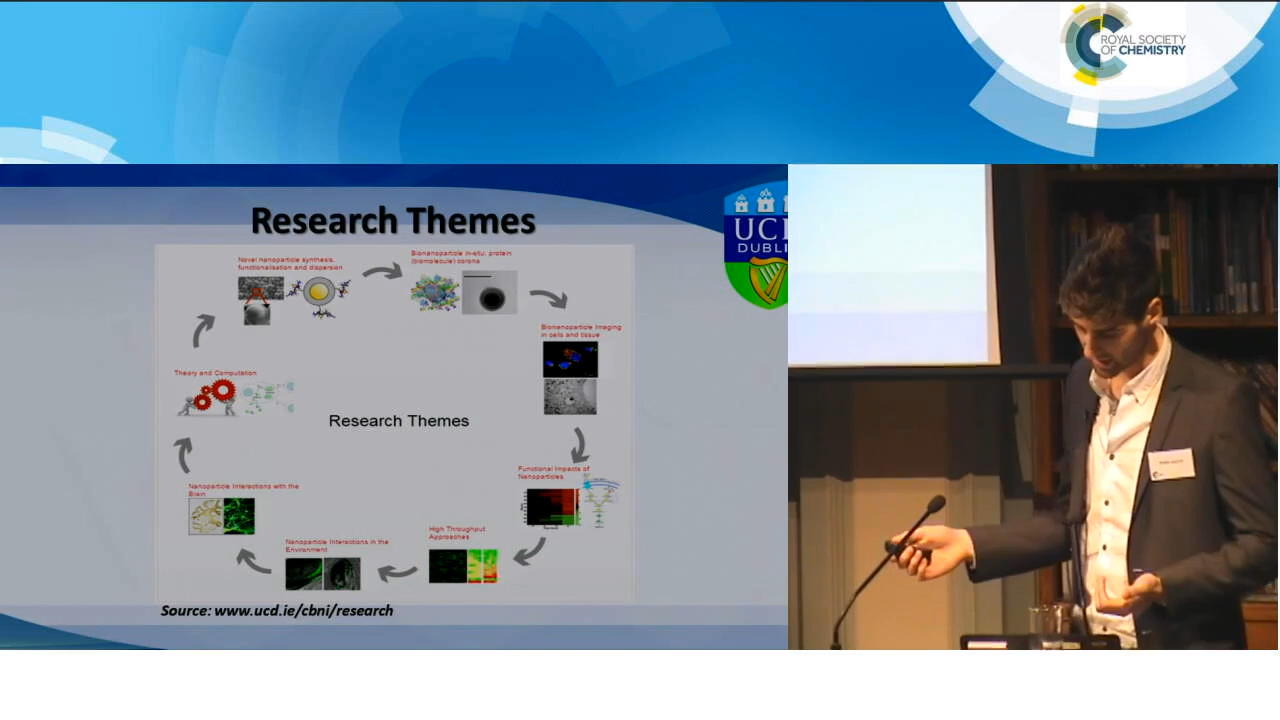 ROYAL SOCIETY
OF CHEMISTRY
Research Themes
UC
DUBLI
Novel nanoparticle synthesis,
functionalisation and dispersion
Bionanoparticle in-situ: protein
(biomolecule) corona
Bionanoparticle Imaging
in cells and tissue
Theory and Computation
Research Themes
Functional Impacts of
Nanoparticles
Nanoparticle Interactions with the
Brain
High Throughput
Approaches
Nanoparticle Interactions in the
Environment
Source: www.ucd.ie/cbni/research